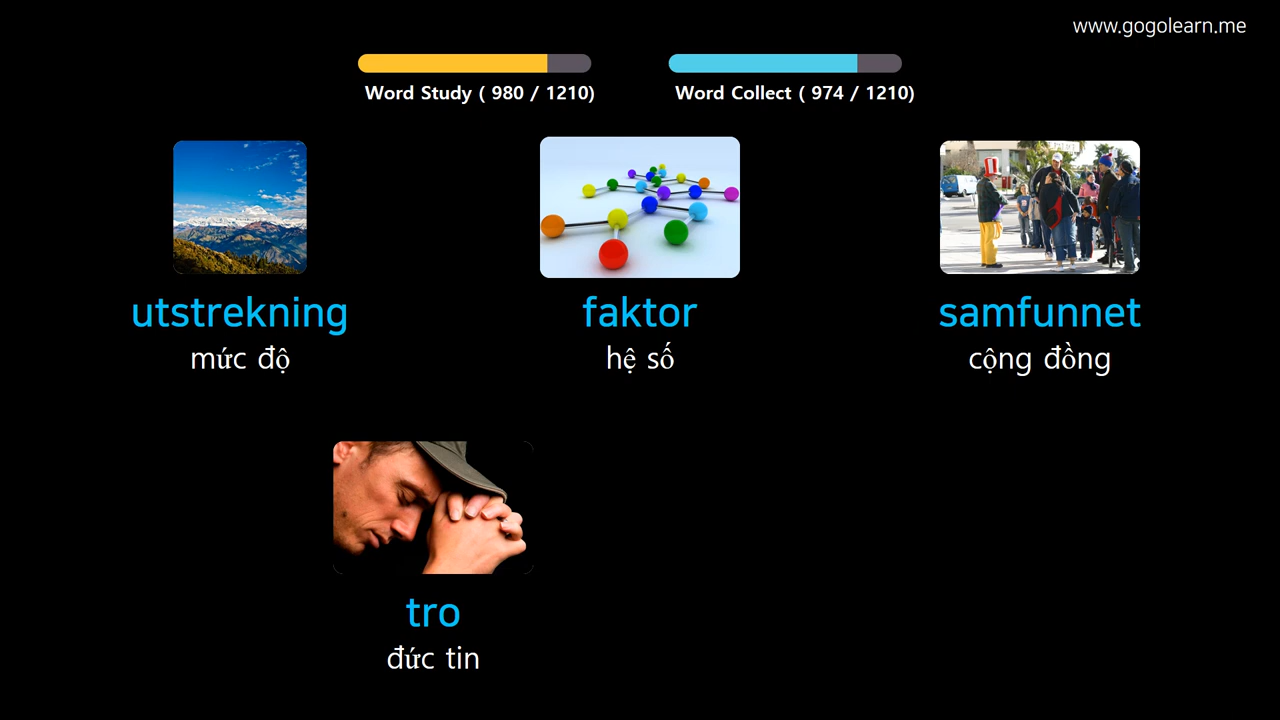 www.gogolearn.me
Word Study ( 980 / 1210)
Word Collect ( 974 / 1210)
utstrekning
mức độ
faktor
hệ số
samfunnet
cộng đồng
tro
đức tin